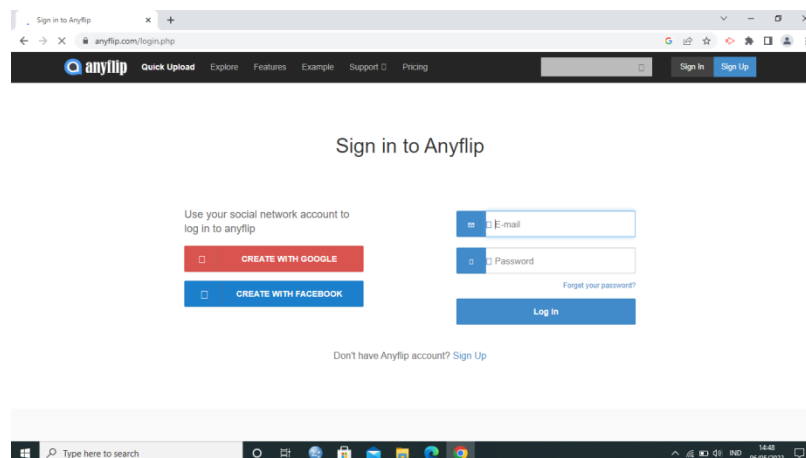 Sign in to Anyflip
anyflip.com/login.php
anyflip Quick Upload Explore Features Example Support Pricing Sign In Sign Up
Sign in to Anyflip
Use your social network account to
log in to anyflip
CREATE WITH GOOGLE
CREATE WITH FACEBOOK
E-mail
Password
Forget your password?
Log In
Don't have Anyflip account? Sign Up
Type here to search
IND
14:48